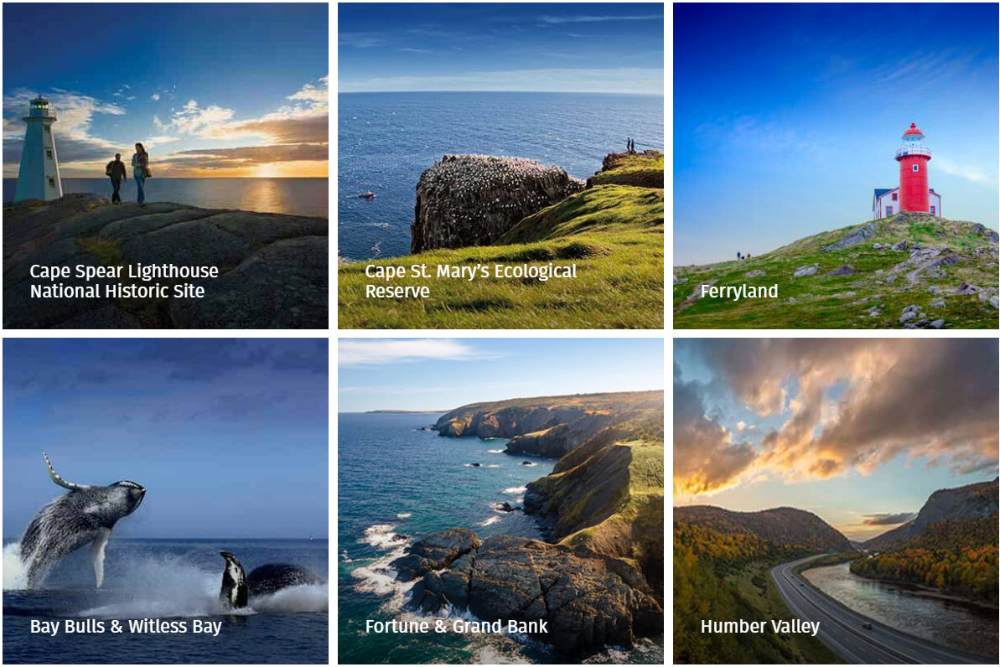 Cape Spear Lighthouse
National Historic Site
Cape St. Mary's Ecological
Reserve
Ferryland
Bay Bulls & Witless Bay
Fortune & Grand Bank
Humber Valley